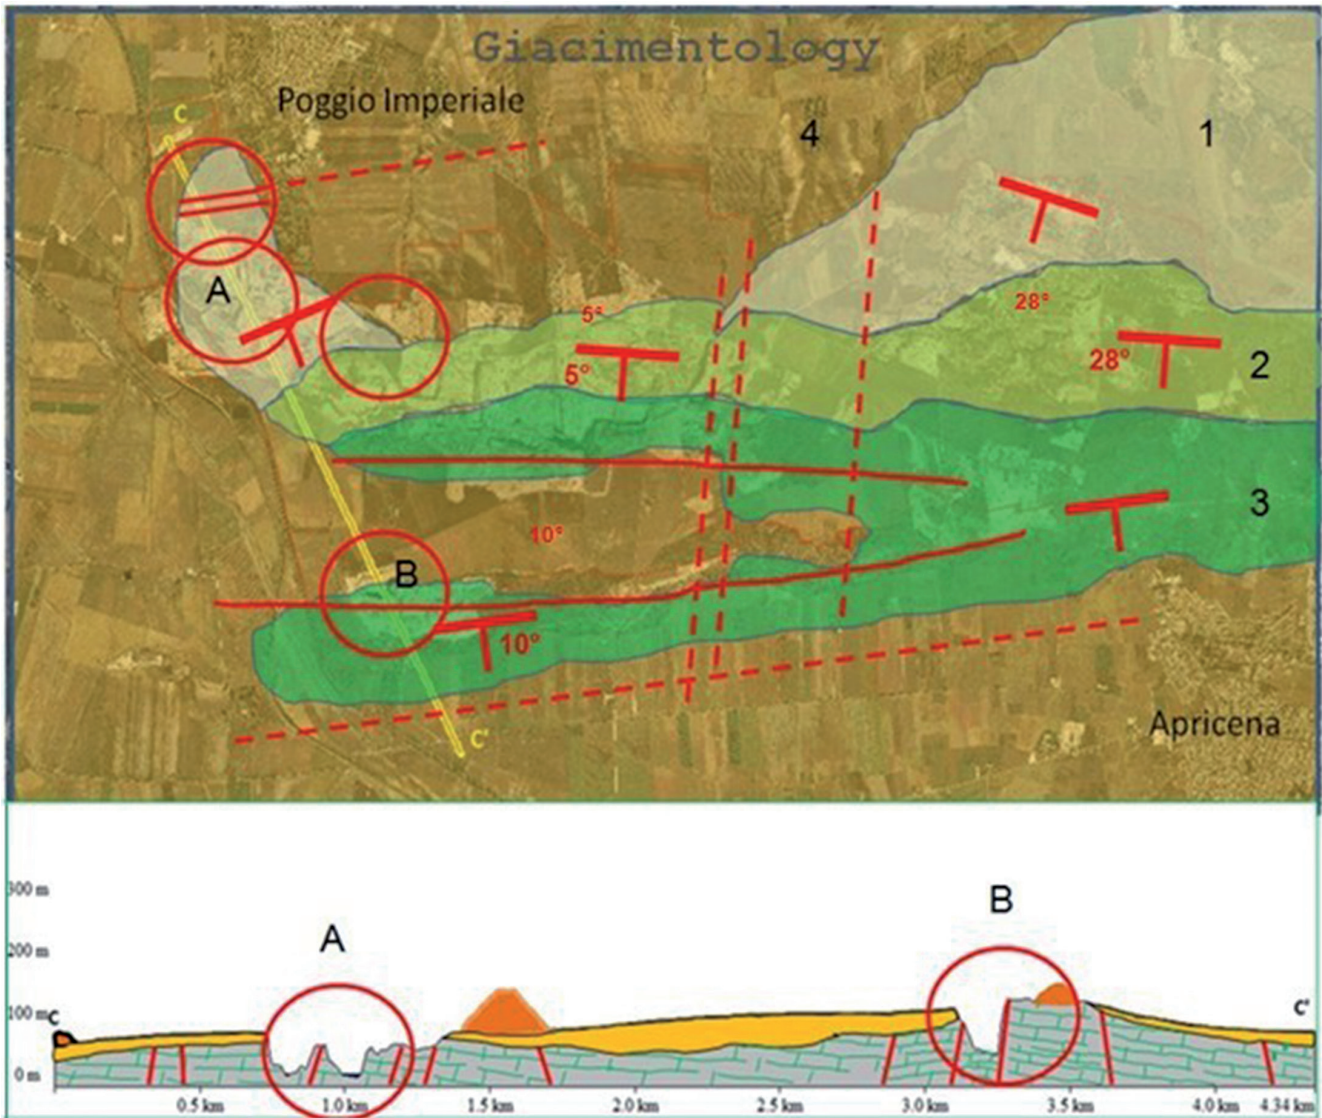 Giacimentology
Poggio Imperiale
C
4
1
A
5°
28°
5°
28°
2
3
10°
B
10°
C'
Apricena
300 m
200 m
100 m
0 m
A
B
C
C'
0.5 km
1.0 km
1.5 km
2.0 km
2.5 km
3.0 km
3.5 km
4.0 km
4.34 km